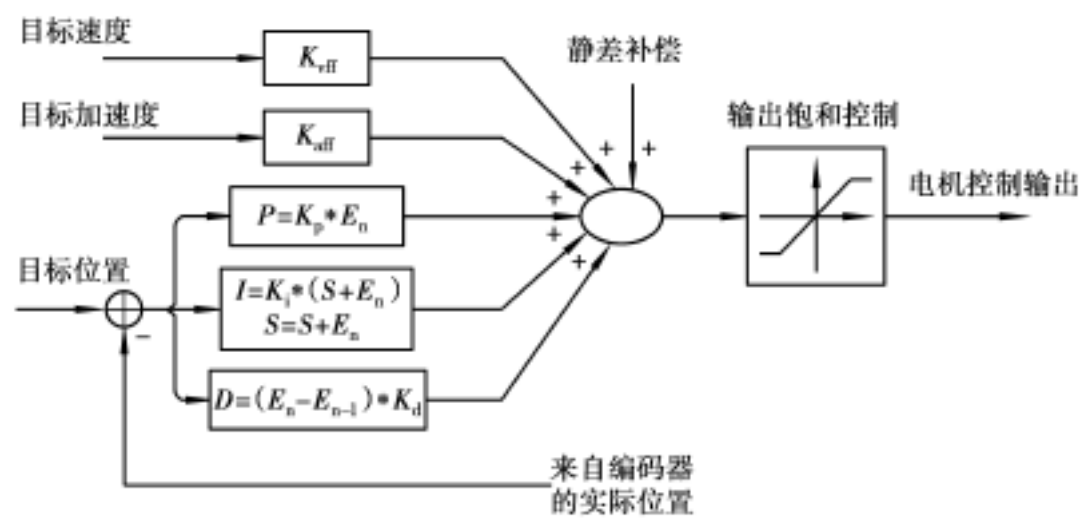 目标速度
K_vff
静差补偿
目标加速度
K_aff
输出饱和控制
+ +
+
电机控制输出
P=K_p*E_n
+
+
目标位置
I=K_i*(S+E_n)
S=S+E_n
+
-
D=(E_n-E_{n-1})*K_d
来自编码器
的实际位置